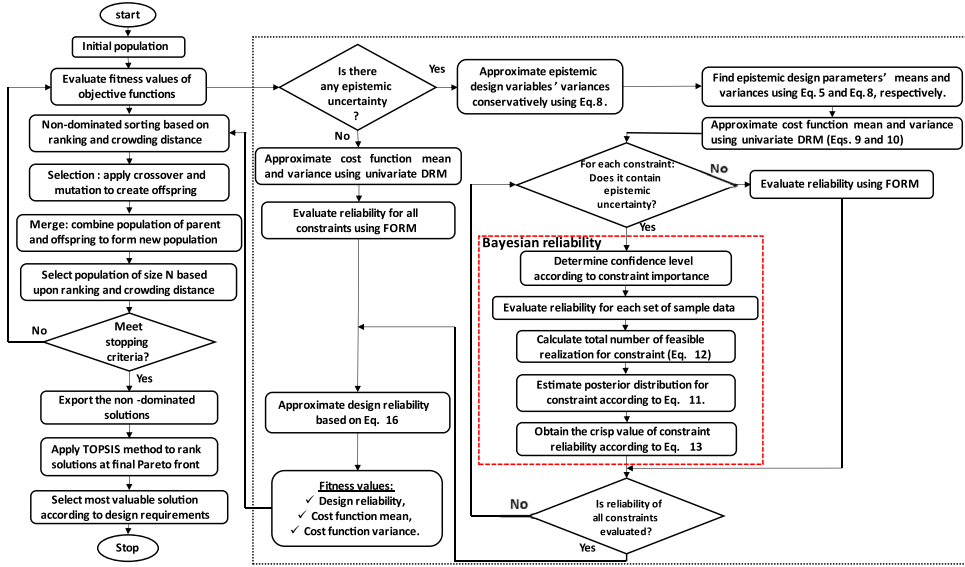 start
Initial population
Evaluate fitness values of
objective functions
Non-dominated sorting based on
ranking and crowding distance
Selection : apply crossover and
mutation to create offspring
Merge: combine population of parent
and offspring to form new population
Select population of size N based
upon ranking and crowding distance
No
Meet
stopping
criteria?
Yes
Export the non -dominated
solutions
Apply TOPSIS method to rank
solutions at final Pareto front
Select most valuable solution
according to design requirements
Stop
Is there
any epistemic
uncertainty
?
Yes
No
Approximate cost function mean
and variance using univariate DRM
Evaluate reliability for all
constraints using FORM
Approximate design reliability
based on Eq. 16
Fitness values:
✓ Design reliability,
✓ Cost function mean,
✓ Cost function variance.
Approximate epistemic
design variables' variances
conservatively using Eq.8.
Find epistemic design parameters' means and
variances using Eq. 5 and Eq. 8, respectively.
Approximate cost function mean and variance
using univariate DRM (Eqs. 9 and 10)
For each constraint:
Does it contain
epistemic
uncertainty?
No
Evaluate reliability using FORM
Yes
Bayesian reliability
Determine confidence level
according to constraint importance
Evaluate reliability for each set of sample data
Calculate total number of feasible
realization for constraint (Eq. 12)
Estimate posterior distribution for
constraint according to Eq. 11.
Obtain the crisp value of constraint
reliability according to Eq. 13
No
Is reliability of
all constraints
evaluated?
Yes